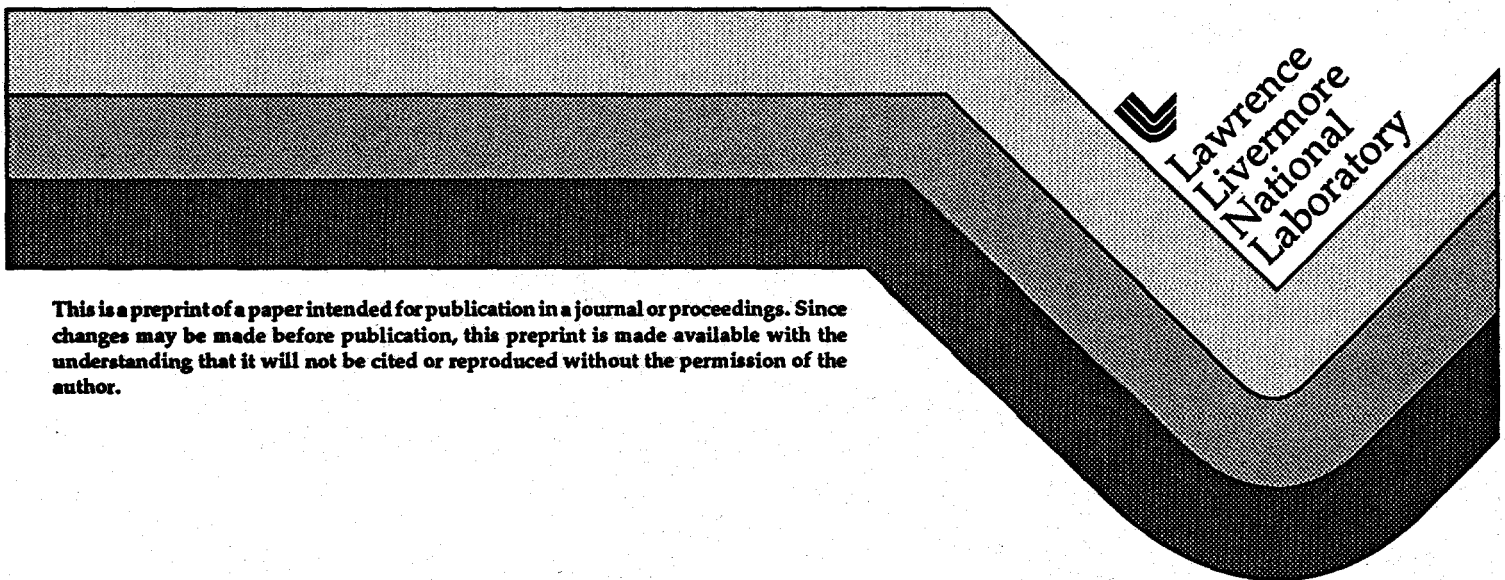 Lawrence
Livermore
National
Laboratory
This is a preprint of a paper intended for publication in a journal or proceedings. Since
changes may be made before publication, this preprint is made available with the
understanding that it will not be cited or reproduced without the permission of the
author.